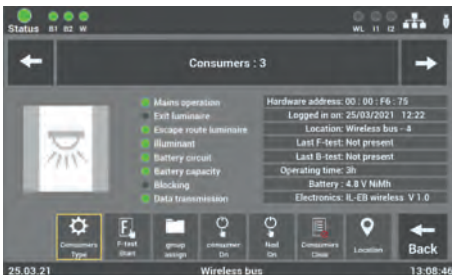 Status B1 B2 W WL I1 I2
Consumers : 3
Mains operation
Exit luminaire
Escape route luminaire
Illuminant
Battery circuit
Battery capacity
Blocking
Data transmission
Hardware address: 00 : 00 : F6 : 75
Logged in on: 25/03/2021 12:22
Location: Wireless bus - 4
Last F-test: Not present
Last B-test: Not present
Operating time: 3h
Battery : 4.8 V NiMh
Electronics: IL-EB wireless V 1.0
Consumers Type
F-test Start
group assign
consumer On
Nod On
Consumers Clear
Location
Back
25.03.21 Wireless bus 13:08:46